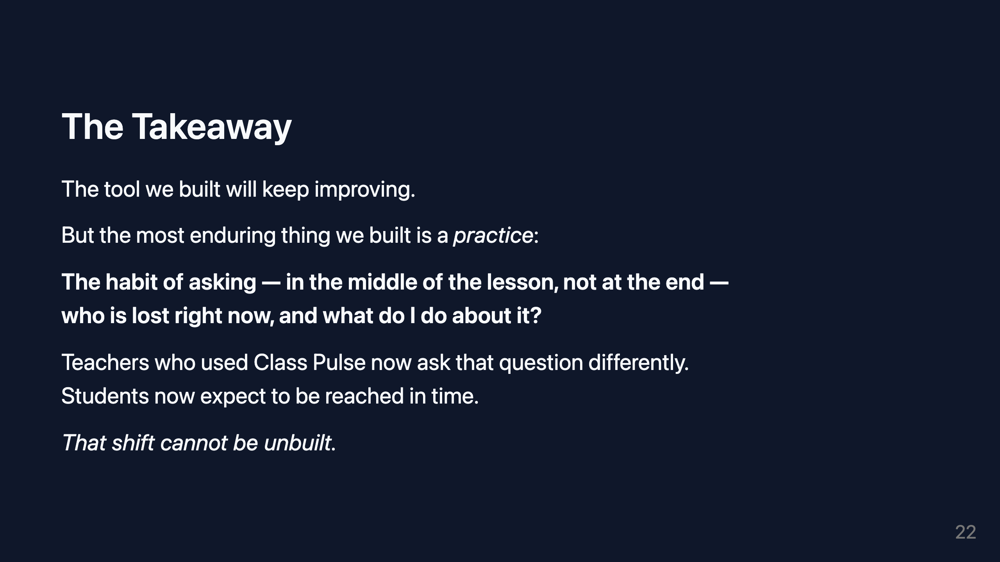 The Takeaway
The tool we built will keep improving.
But the most enduring thing we built is a practice:
The habit of asking — in the middle of the lesson, not at the end —
who is lost right now, and what do I do about it?
Teachers who used Class Pulse now ask that question differently.
Students now expect to be reached in time.
That shift cannot be unbuilt.
22